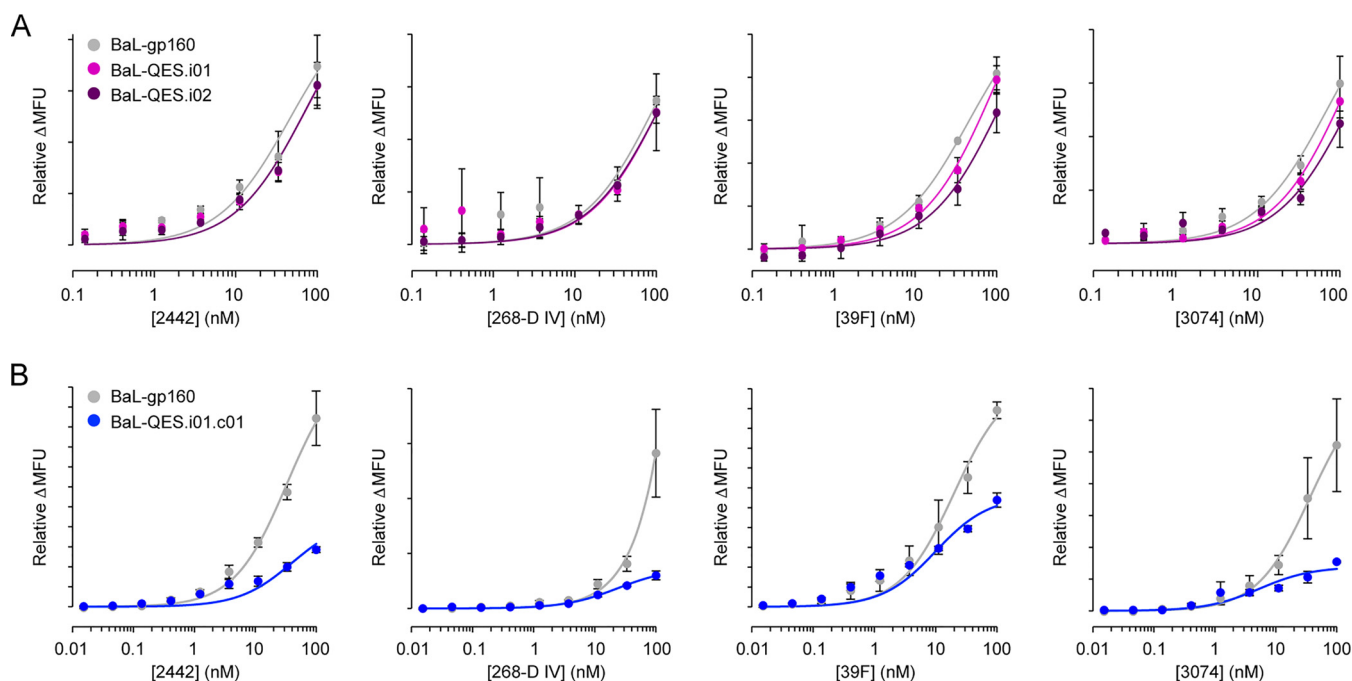 A
BaL-gp160
BaL-QES.i01
BaL-QES.i02
Relative ΔMFU
0.1 1 10 100
[2442] (nM)
Relative ΔMFU
0.1 1 10 100
[268-D IV] (nM)
Relative ΔMFU
0.1 1 10 100
[39F] (nM)
Relative ΔMFU
0.1 1 10 100
[3074] (nM)
B
BaL-gp160
BaL-QES.i01.c01
Relative ΔMFU
0.01 0.1 1 10 100
[2442] (nM)
Relative ΔMFU
0.01 0.1 1 10 100
[268-D IV] (nM)
Relative ΔMFU
0.01 0.1 1 10 100
[39F] (nM)
Relative ΔMFU
0.01 0.1 1 10 100
[3074] (nM)